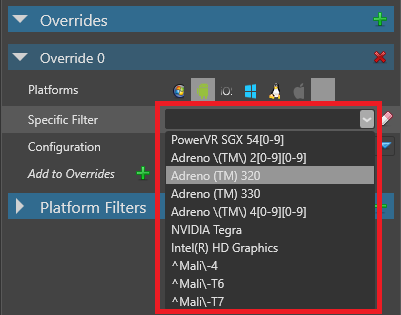 Overrides
Override 0
Platforms
iOS
Specific Filter
PowerVR SGX 54[0-9]
Configuration
Adreno \(TM\) 2[0-9][0-9]
Adreno (TM) 320
Add to Overrides
Adreno (TM) 330
Platform Filters
Adreno \(TM\) 4[0-9][0-9]
NVIDIA Tegra
Intel(R) HD Graphics
^Mali\-4
^Mali\-T6
^Mali\-T7